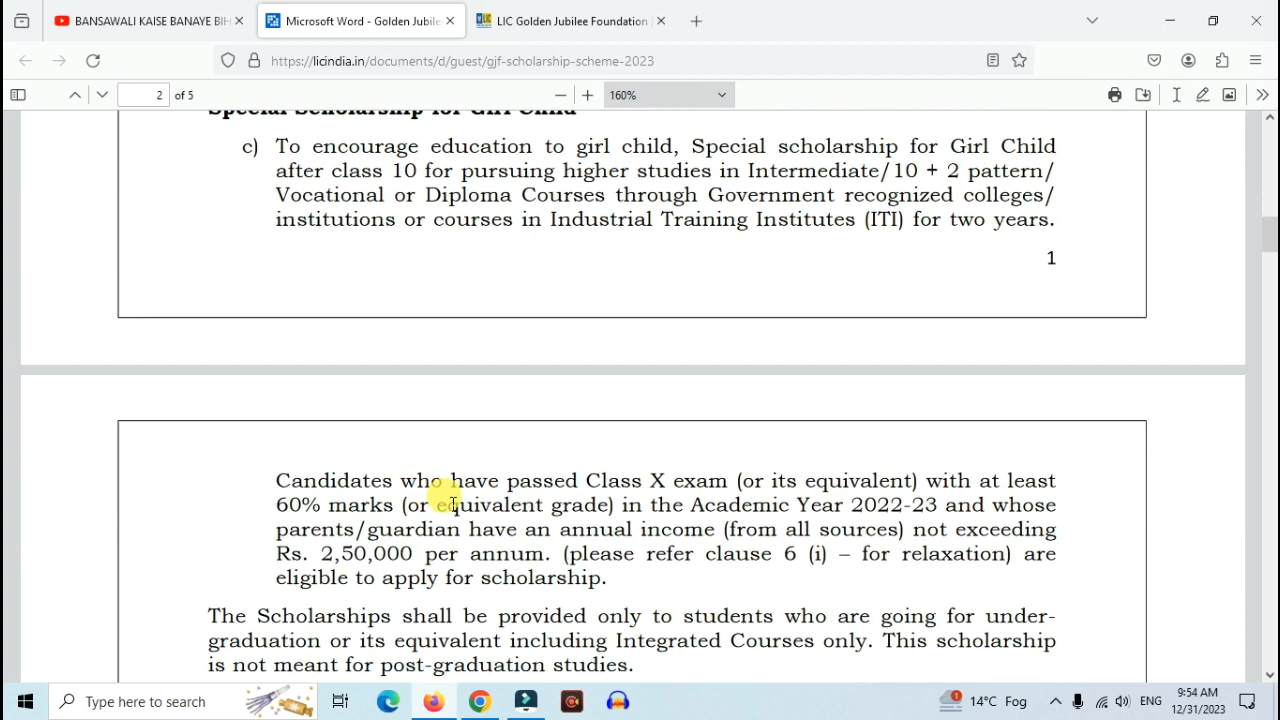 BANSAWALI KAISE BANAYE BIH
Microsoft Word - Golden Jubile
LIC Golden Jubilee Foundation |
https://licindia.in/documents/d/guest/gjf-scholarship-scheme-2023
2 of 5
160%
Special Scholarship for Girl Child
c) To encourage education to girl child, Special scholarship for Girl Child
after class 10 for pursuing higher studies in Intermediate/10 + 2 pattern/
Vocational or Diploma Courses through Government recognized colleges/
institutions or courses in Industrial Training Institutes (ITI) for two years.
1
Candidates who have passed Class X exam (or its equivalent) with at least
60% marks (or equivalent grade) in the Academic Year 2022-23 and whose
parents/guardian have an annual income (from all sources) not exceeding
Rs. 2,50,000 per annum. (please refer clause 6 (i) – for relaxation) are
eligible to apply for scholarship.
The Scholarships shall be provided only to students who are going for under-
graduation or its equivalent including Integrated Courses only. This scholarship
is not meant for post-graduation studies.
Type here to search
1
14°C Fog
ENG
9:54 AM
12/31/2023